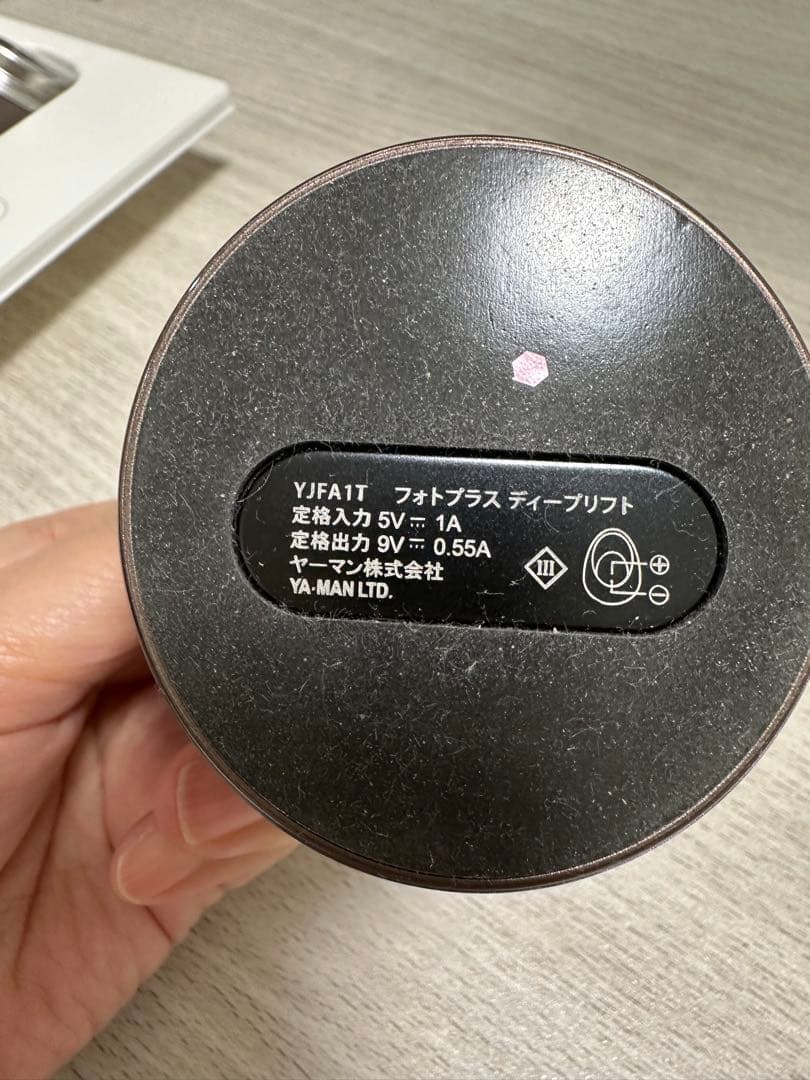 YJFA1T フォトプラス ディープリフト
定格入力 5V⎓ 1A
定格出力 9V⎓ 0.55A
ヤーマン株式会社
YA-MAN LTD.
III
+
−